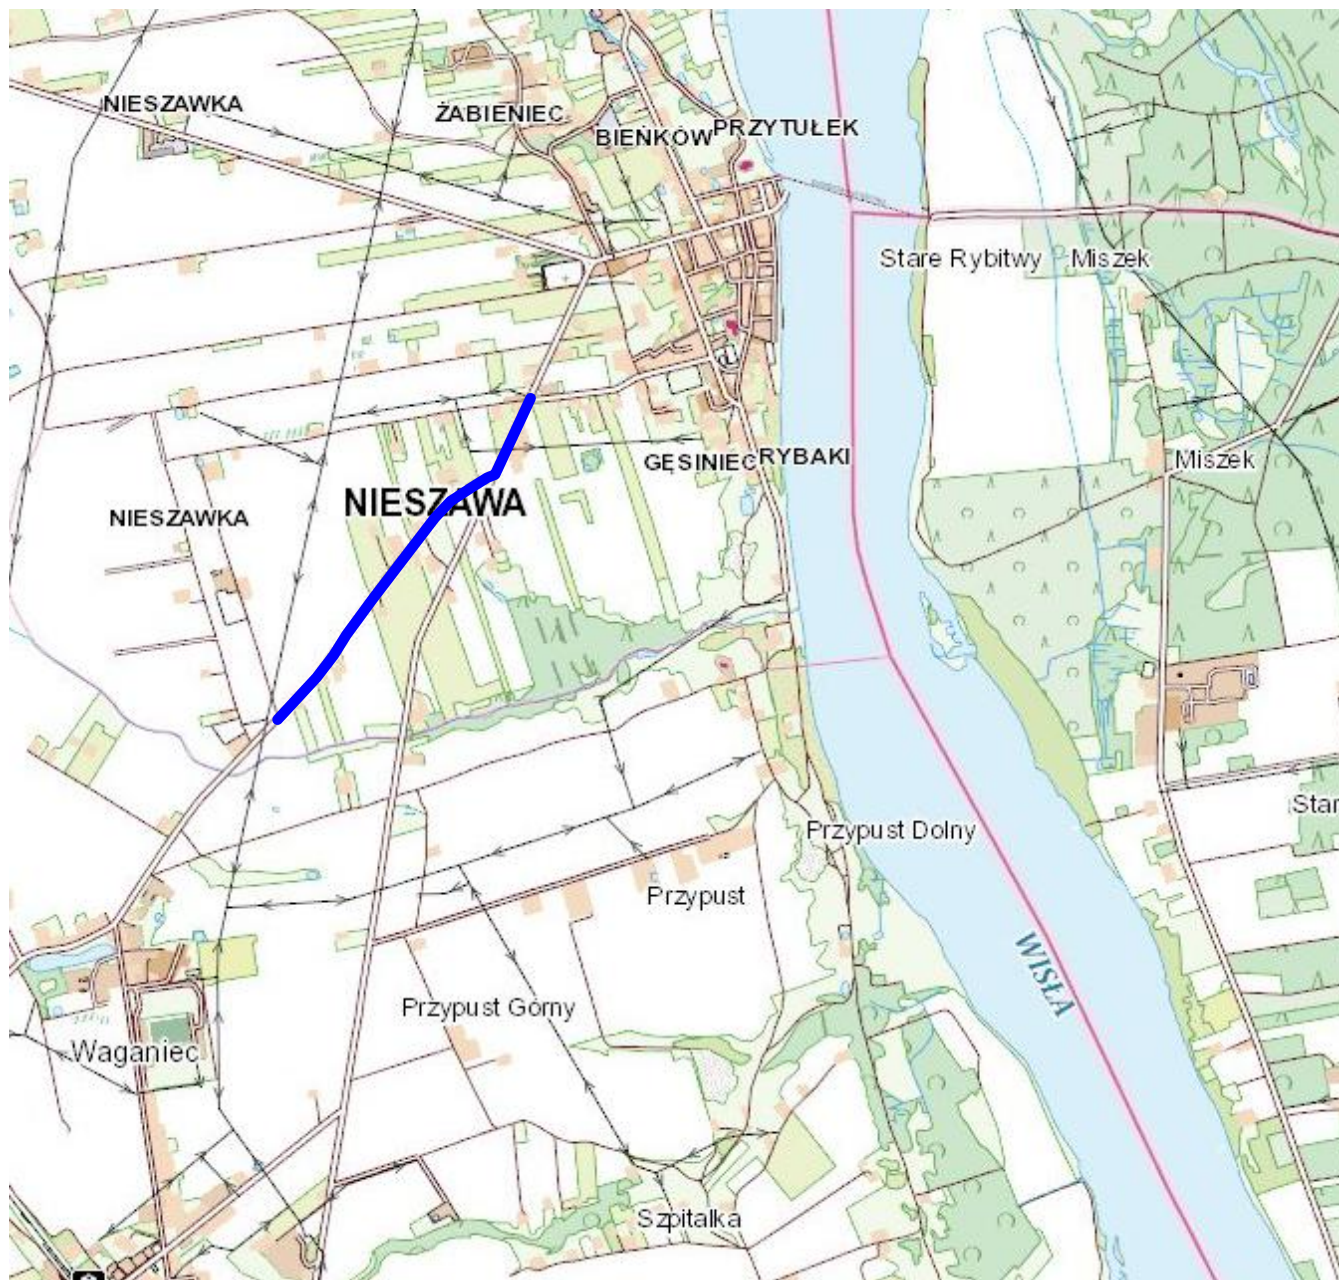 NIESZAWKA
ŻABIENIEC
BIEŃKÓW
PRZYTUŁEK
Stare Rybitwy
Miszek
GĘSINIEC
RYBAKI
Miszek
NIESZAWA
NIESZAWKA
Star
Przypust Dolny
Przypust
WISŁA
Przypust Górny
Waganiec
Szpitalka